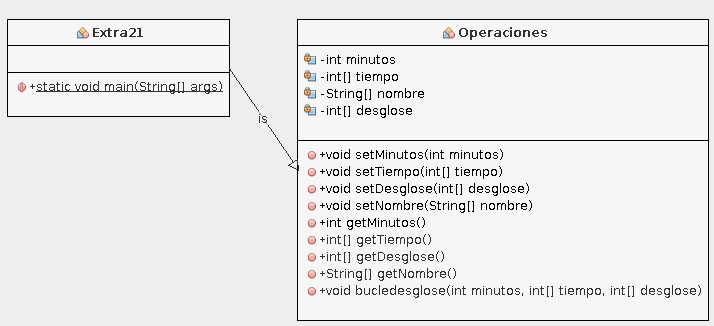 Extra21
+static void main(String[] args)
is
Operaciones
-int minutos
-int[] tiempo
-String[] nombre
-int[] desglose
+void setMinutos(int minutos)
+void setTiempo(int[] tiempo)
+void setDesglose(int[] desglose)
+void setNombre(String[] nombre)
+int getMinutos()
+int[] getTiempo()
+int[] getDesglose()
+String[] getNombre()
+void bucledesglose(int minutos, int[] tiempo, int[] desglose)